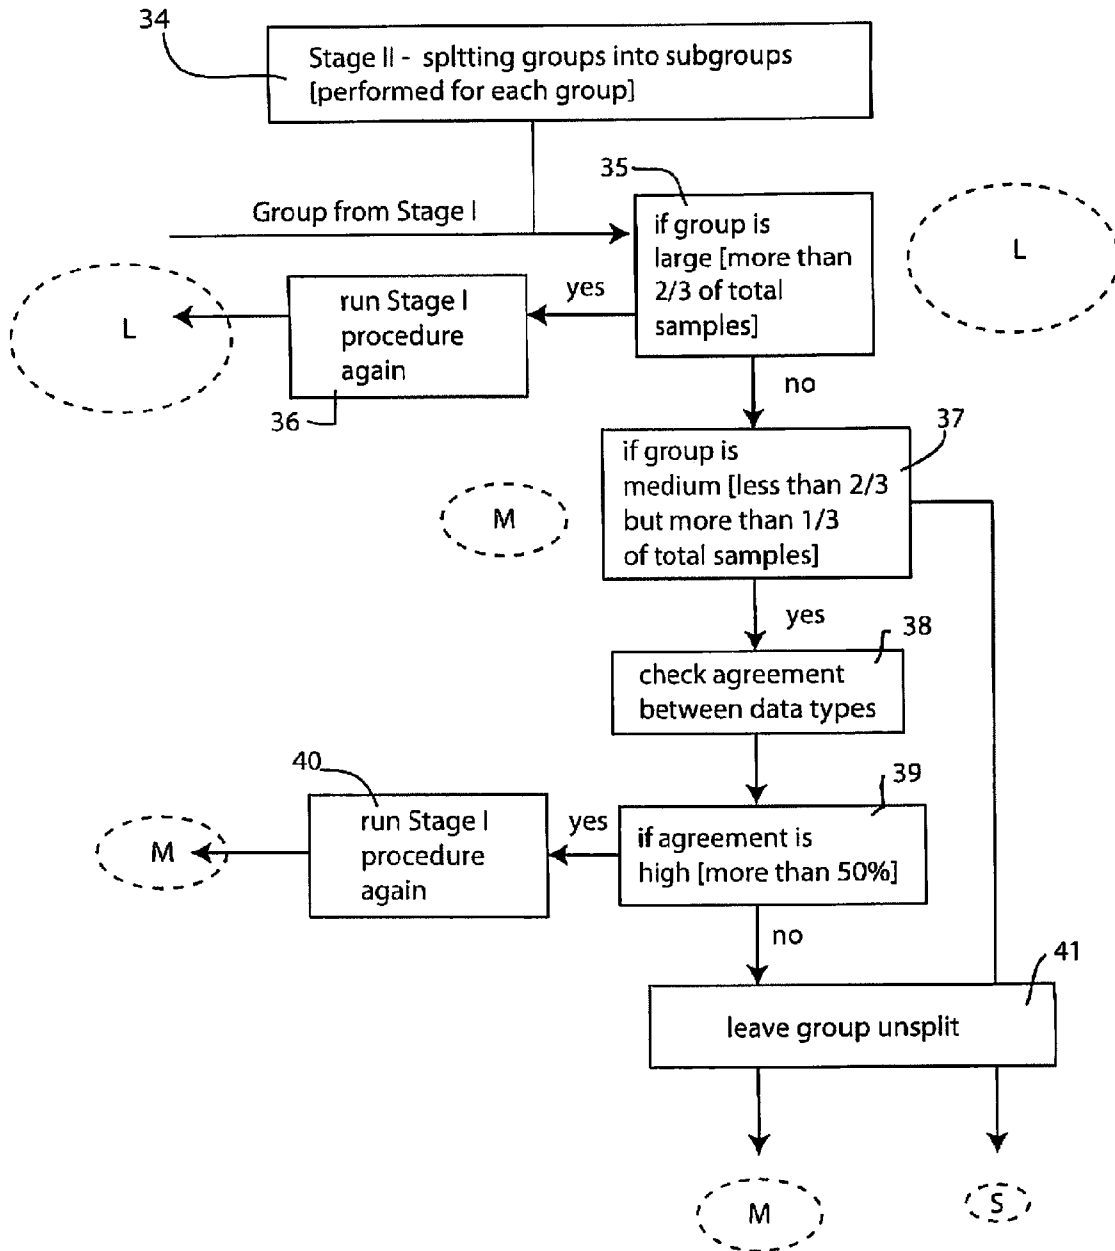 34
Stage II - spltting groups into subgroups
[performed for each group]
35
Group from Stage I
if group is
large [more than
2/3 of total
samples]
L
yes
run Stage I
procedure
again
L
36
no
37
if group is
medium [less than 2/3
but more than 1/3
of total samples]
M
yes
38
check agreement
between data types
39
if agreement is
high [more than 50%]
yes
40
run Stage I
procedure
again
M
no
41
leave group unsplit
M
S